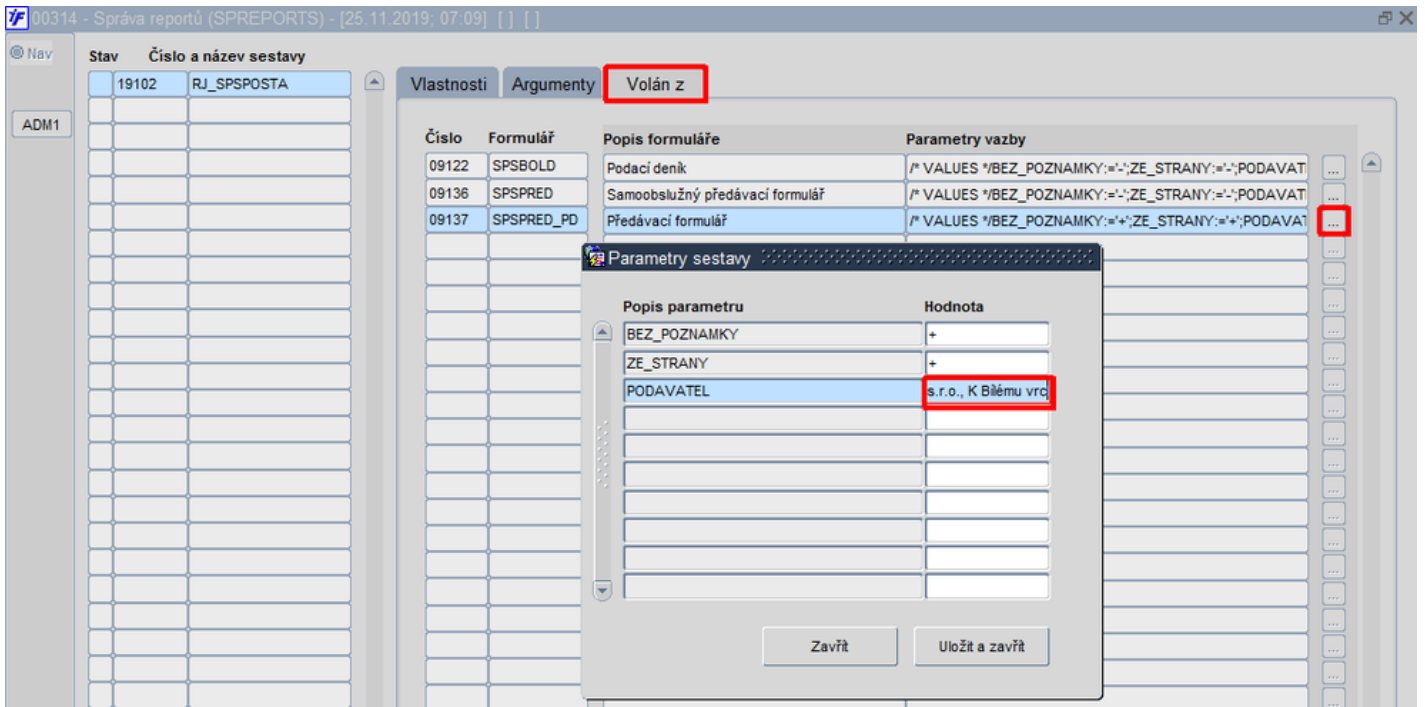 00314 - Správa reportů (SPREPORTS) - [25.11.2019; 07:09] [ ] [ ]
Nav
ADM1
Stav Číslo a název sestavy
19102 RJ_SPSPOSTA
Vlastnosti Argumenty Volán z
Číslo Formulář Popis formuláře Parametry vazby
09122 SPSBOLD Podací deník /* VALUES */BEZ_POZNAMKY:='-';ZE_STRANY:='-';PODAVATI ...
09136 SPSPRED Samoobslužný předávací formulář /* VALUES */BEZ_POZNAMKY:='-';ZE_STRANY:='-';PODAVATI ...
09137 SPSPRED_PD Předávací formulář /* VALUES */BEZ_POZNAMKY:='+';ZE_STRANY:='+';PODAVAT ...
Parametry sestavy
Popis parametru Hodnota
BEZ_POZNAMKY +
ZE_STRANY +
PODAVATEL s.r.o., K Bílému vrc
Zavřít Uložit a zavřít